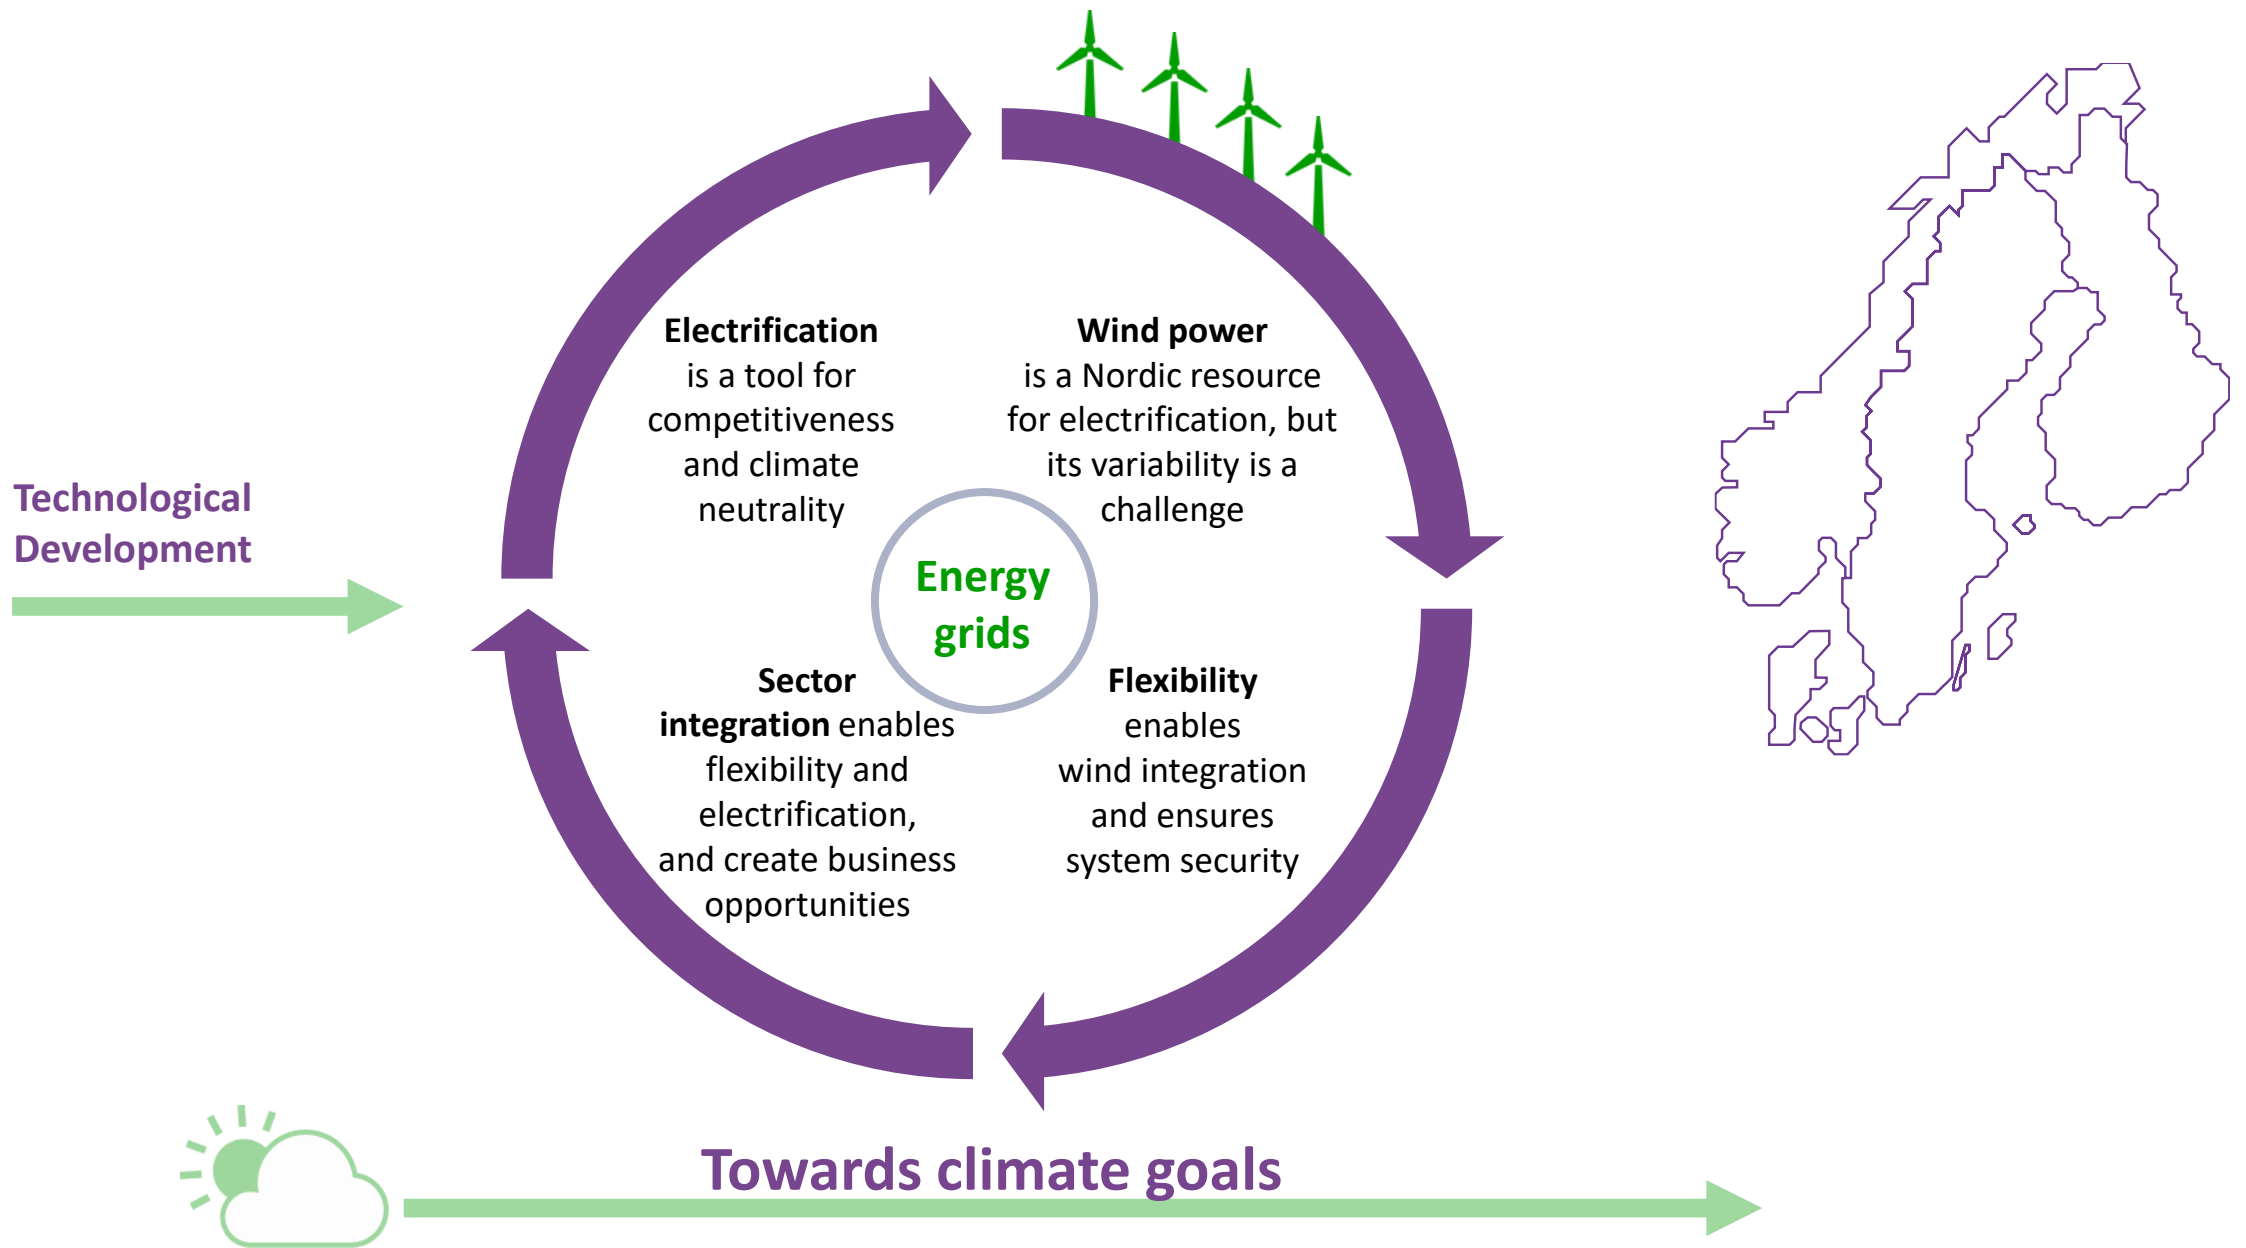 Technological
Development
Electrification
is a tool for
competitiveness
and climate
neutrality
Wind power
is a Nordic resource
for electrification, but
its variability is a
challenge
Energy
grids
Sector
integration enables
flexibility and
electrification,
and create business
opportunities
Flexibility
enables
wind integration
and ensures
system security
Towards climate goals